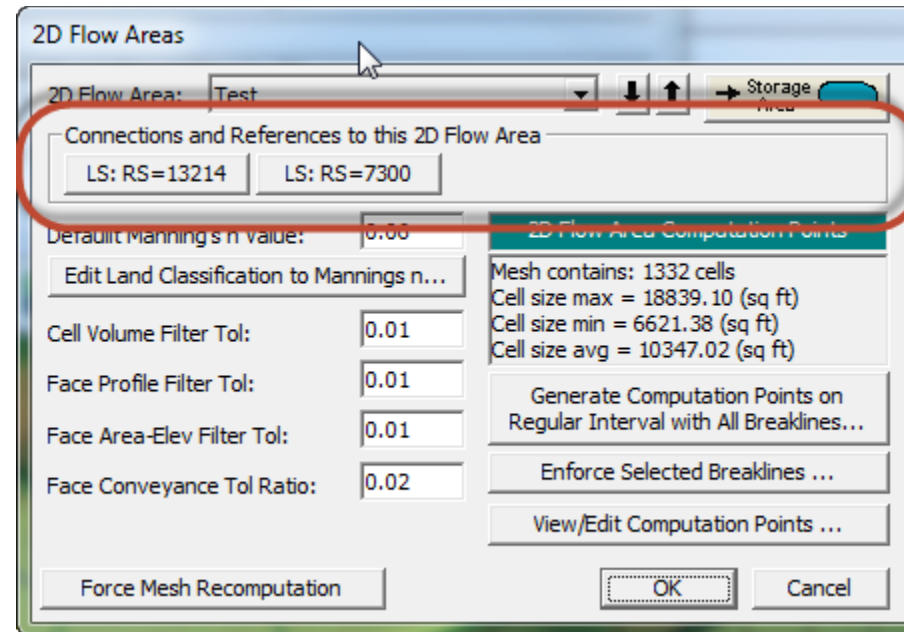 2D Flow Areas
2D Flow Area: Test
Storage
Area
Connections and References to this 2D Flow Area
LS: RS=13214 LS: RS=7300
Default Manning's n Value: 0.06
2D Flow Area Computation Points
Edit Land Classification to Mannings n...
Mesh contains: 1332 cells
Cell size max = 18839.10 (sq ft)
Cell size min = 6621.38 (sq ft)
Cell size avg = 10347.02 (sq ft)
Cell Volume Filter Tol: 0.01
Face Profile Filter Tol: 0.01
Face Area-Elev Filter Tol: 0.01
Face Conveyance Tol Ratio: 0.02
Generate Computation Points on
Regular Interval with All Breaklines...
Enforce Selected Breaklines ...
View/Edit Computation Points ...
Force Mesh Recomputation
OK
Cancel